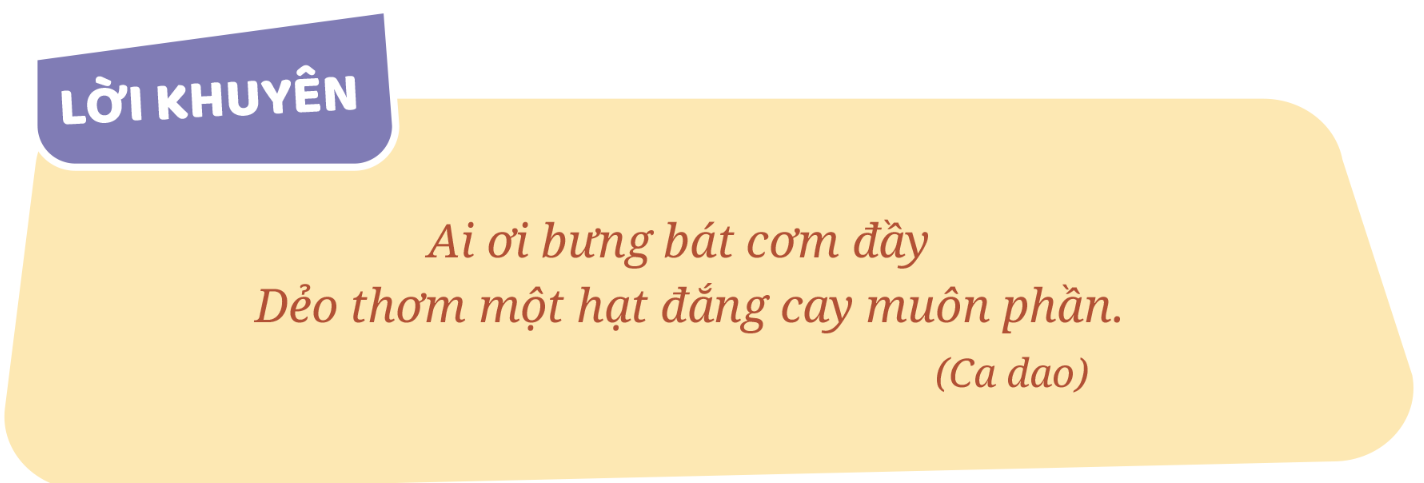 LỜI KHUYÊN
Ai ơi bưng bát cơm đầy
Dẻo thơm một hạt đắng cay muôn phần.
(Ca dao)